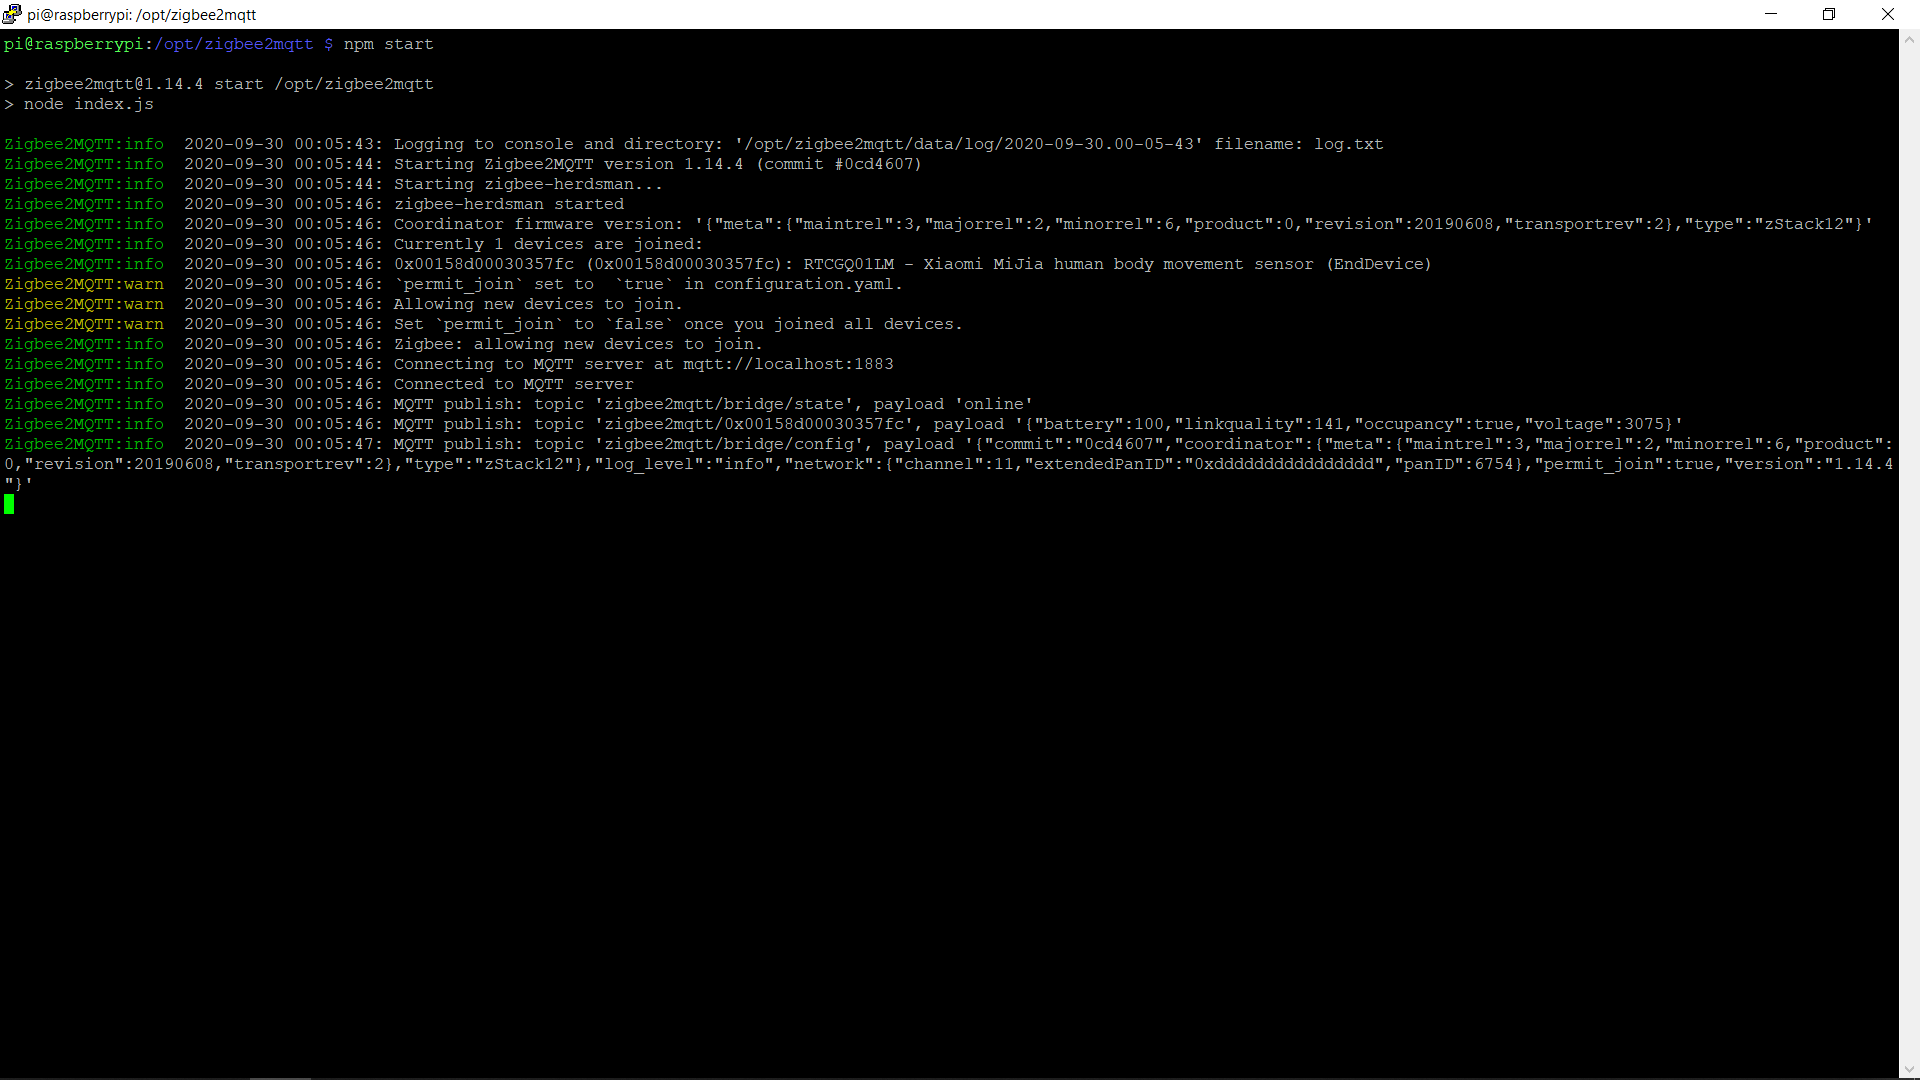 pi@raspberrypi: /opt/zigbee2mqtt
pi@raspberrypi:/opt/zigbee2mqtt $ npm start
> zigbee2mqtt@1.14.4 start /opt/zigbee2mqtt
> node index.js
Zigbee2MQTT:info  2020-09-30 00:05:43: Logging to console and directory: '/opt/zigbee2mqtt/data/log/2020-09-30.00-05-43' filename: log.txt
Zigbee2MQTT:info  2020-09-30 00:05:44: Starting Zigbee2MQTT version 1.14.4 (commit #0cd4607)
Zigbee2MQTT:info  2020-09-30 00:05:44: Starting zigbee-herdsman...
Zigbee2MQTT:info  2020-09-30 00:05:46: zigbee-herdsman started
Zigbee2MQTT:info  2020-09-30 00:05:46: Coordinator firmware version: '{"meta":{"maintrel":3,"majorrel":2,"minorrel":6,"product":0,"revision":20190608,"transportrev":2},"type":"zStack12"}'
Zigbee2MQTT:info  2020-09-30 00:05:46: Currently 1 devices are joined:
Zigbee2MQTT:info  2020-09-30 00:05:46: 0x00158d00030357fc (0x00158d00030357fc): RTCGQ01LM - Xiaomi MiJia human body movement sensor (EndDevice)
Zigbee2MQTT:warn  2020-09-30 00:05:46: `permit_join` set to  `true` in configuration.yaml.
Zigbee2MQTT:warn  2020-09-30 00:05:46: Allowing new devices to join.
Zigbee2MQTT:warn  2020-09-30 00:05:46: Set `permit_join` to `false` once you joined all devices.
Zigbee2MQTT:info  2020-09-30 00:05:46: Zigbee: allowing new devices to join.
Zigbee2MQTT:info  2020-09-30 00:05:46: Connecting to MQTT server at mqtt://localhost:1883
Zigbee2MQTT:info  2020-09-30 00:05:46: Connected to MQTT server
Zigbee2MQTT:info  2020-09-30 00:05:46: MQTT publish: topic 'zigbee2mqtt/bridge/state', payload 'online'
Zigbee2MQTT:info  2020-09-30 00:05:46: MQTT publish: topic 'zigbee2mqtt/0x00158d00030357fc', payload '{"battery":100,"linkquality":141,"occupancy":true,"voltage":3075}'
Zigbee2MQTT:info  2020-09-30 00:05:47: MQTT publish: topic 'zigbee2mqtt/bridge/config', payload '{"commit":"0cd4607","coordinator":{"meta":{"maintrel":3,"majorrel":2,"minorrel":6,"product":
0,"revision":20190608,"transportrev":2},"type":"zStack12"},"log_level":"info","network":{"channel":11,"extendedPanID":"0xdddddddddddddddd","panID":6754},"permit_join":true,"version":"1.14.4
"}'